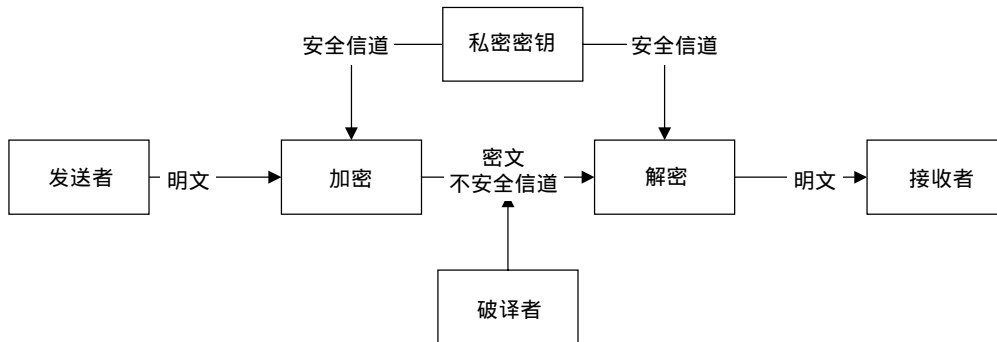 安全信道
私密密钥
安全信道
发送者
明文
加密
密文
不安全信道
解密
明文
接收者
破译者